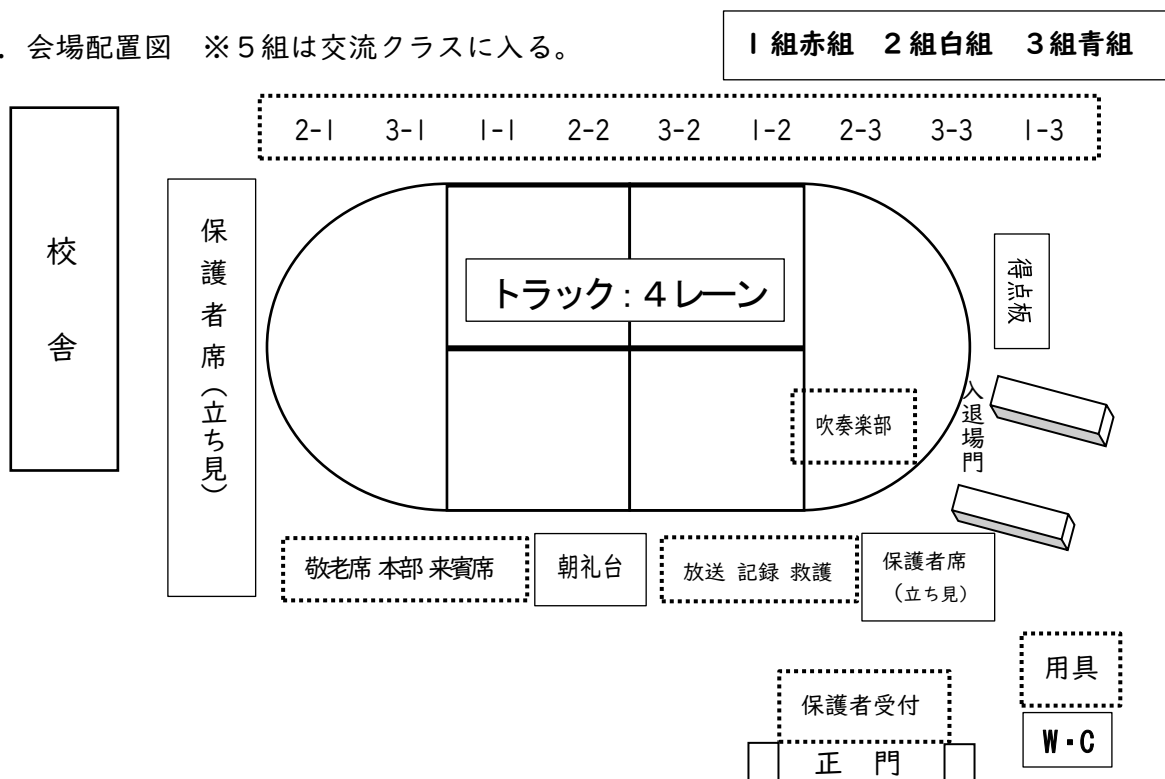 . 会場配置図 ※５組は交流クラスに入る。
１組赤組 ２組白組 ３組青組
2-1 3-1 1-1 2-2 3-2 1-2 2-3 3-3 1-3
校舎
保護者席(立ち見)
トラック：４レーン
得点板
吹奏楽部
入退場門
敬老席 本部 来賓席
朝礼台
放送 記録 救護
保護者席
(立ち見)
用具
保護者受付
W・C
正 門